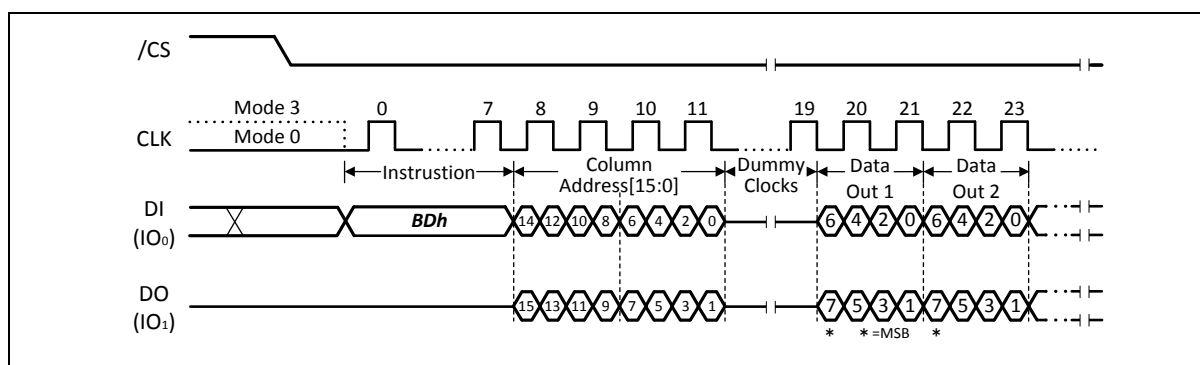 /CS
Mode 3 0 7 8 9 10 11 19 20 21 22 23
CLK Mode 0
Instrustion Column Address[15:0] Dummy Clocks Data Out 1 Data Out 2
DI (IO0) BDh 14 12 10 8 6 4 2 0 6 4 2 0 6 4 2 0
DO (IO1) 15 13 11 9 7 5 3 1 7 5 3 1 7 5 3 1
* * =MSB *